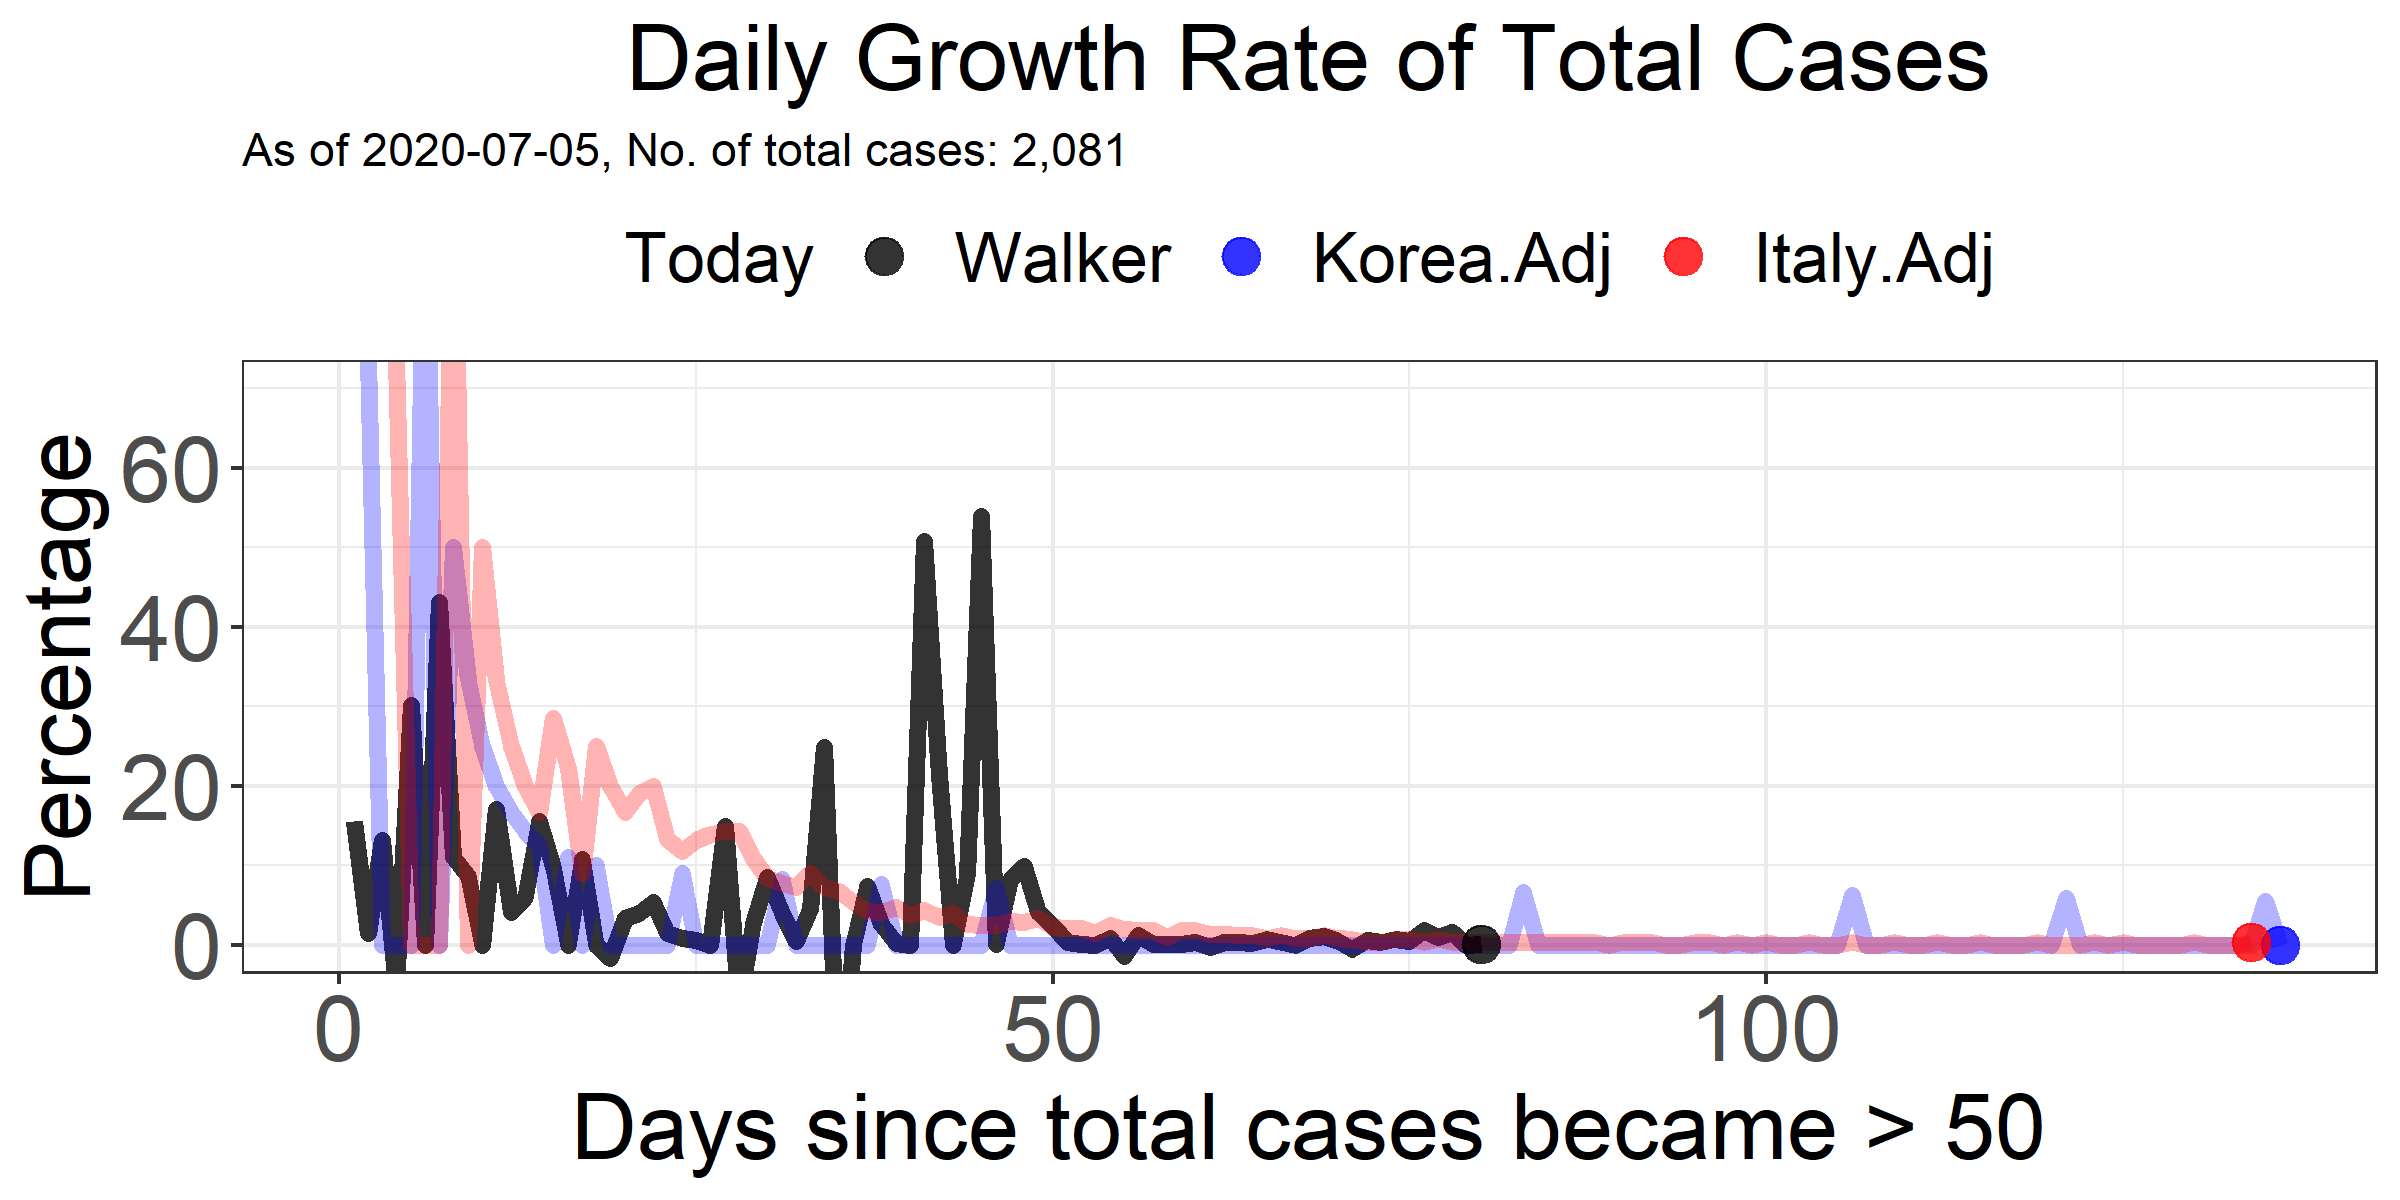 Daily Growth Rate of Total Cases
As of 2020-07-05, No. of total cases: 2,081
Today Walker Korea.Adj Italy.Adj
Percentage
60
40
20
0
0 50 100
Days since total cases became > 50